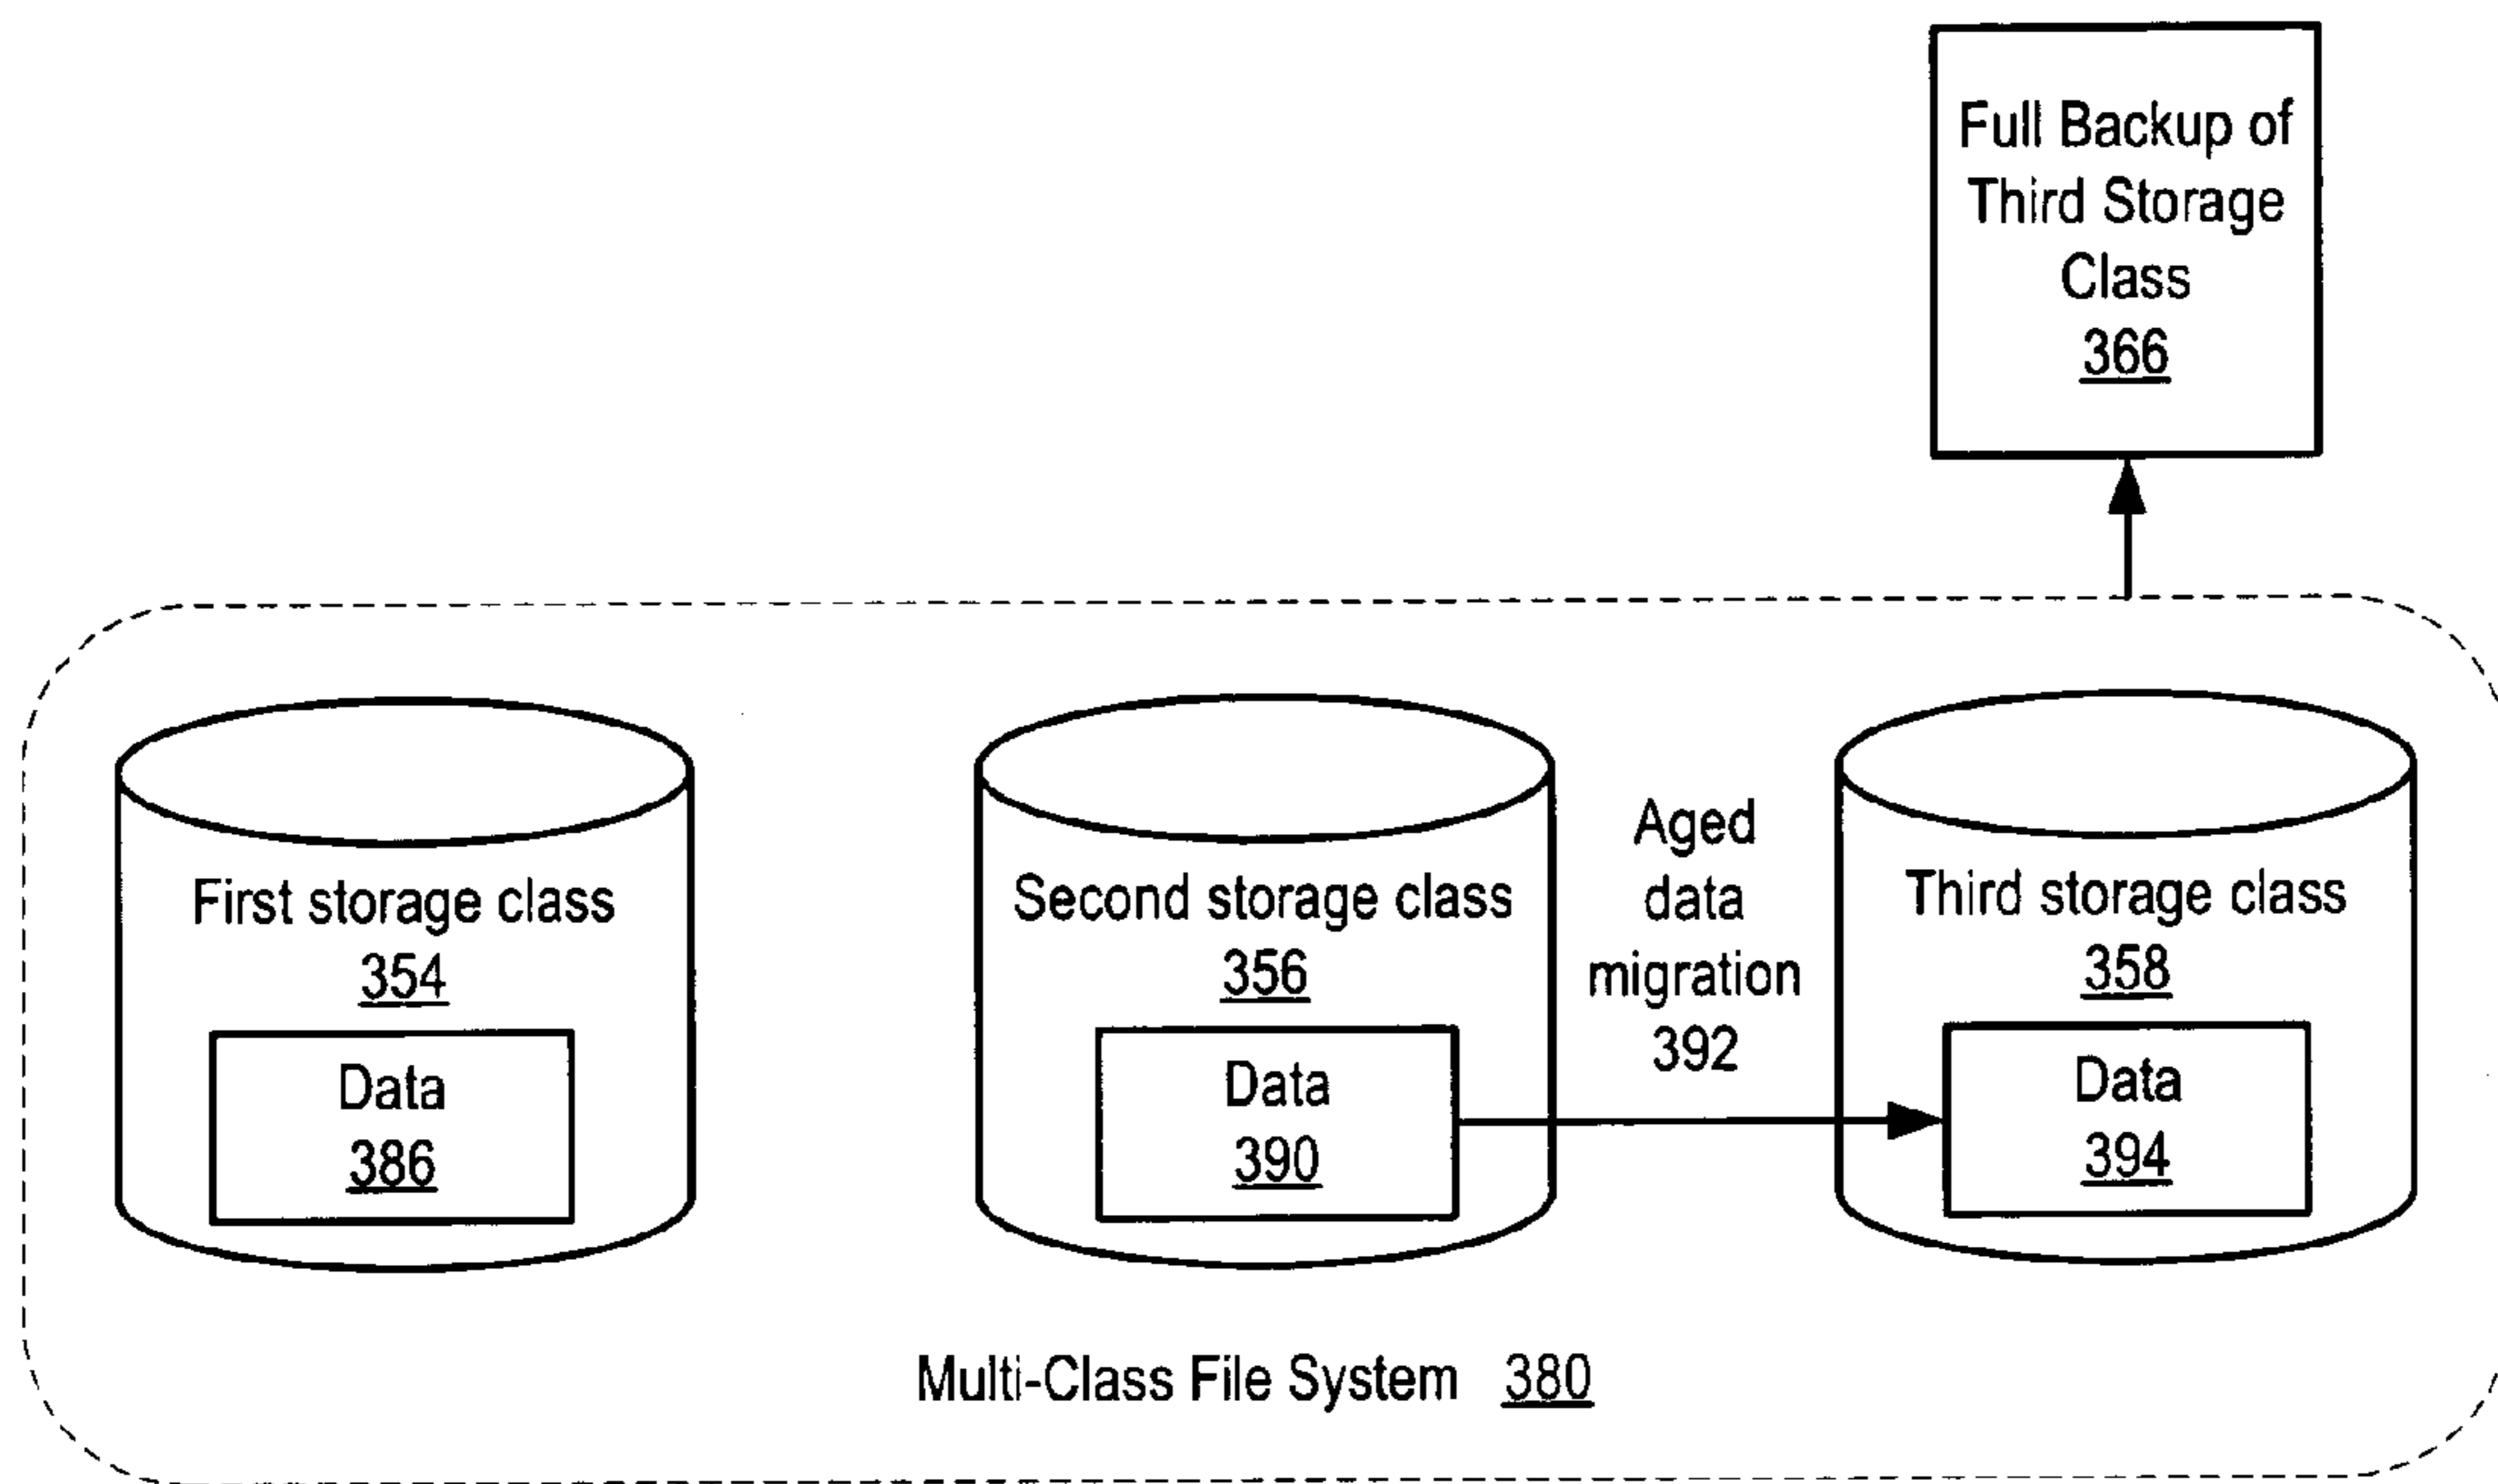 Full Backup of
Third Storage
Class
366
First storage class
354
Data
386
Second storage class
356
Data
390
Aged
data
migration
392
Third storage class
358
Data
394
Multi-Class File System 380